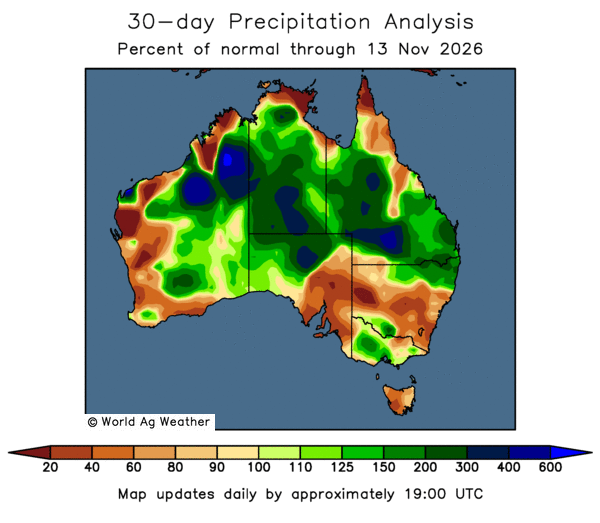 30-day Precipitation Analysis
Percent of normal through 13 Nov 2026
© World Ag Weather
20 40 60 80 90 100 110 125 150 200 300 400 600
Map updates daily by approximately 19:00 UTC